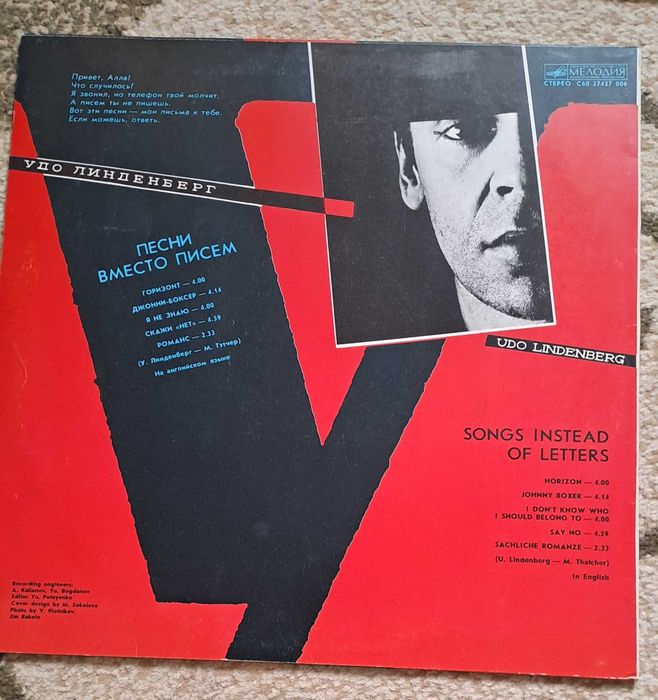 Привет, Алла!
Что случилось?
Я звонил, но телефон твой молчит.
А писем ты не пишешь.
Вот эти песни — мои письма к тебе.
Если можешь, ответь.
МЕЛОДИЯ
СТЕРЕО С60 27427 006
УДО ЛИНДЕНБЕРГ
ПЕСНИ
ВМЕСТО ПИСЕМ
ГОРИЗОНТ — 4.00
ДЖОННИ-БОКСЕР — 4.14
Я НЕ ЗНАЮ — 4.00
СКАЖИ «НЕТ» — 4.59
РОМАНС — 2.33
(У. Линденберг — М. Тэтчер)
На английском языке
UDO LINDENBERG
SONGS INSTEAD
OF LETTERS
HORIZON — 4.00
JOHNNY BOXER — 4.14
I DON'T KNOW WHO
I SHOULD BELONG TO — 4.00
SAY NO — 4.59
SACHLICHE ROMANZE — 2.33
(U. Lindenberg — M. Thatcher)
In English
Recording engineers:
A. Kalianov, Yu. Bogdanov
Editor Yu. Poteyenko
Cover design by M. Sokolova
Photo by V. Plotnikov,
Jim Rakete